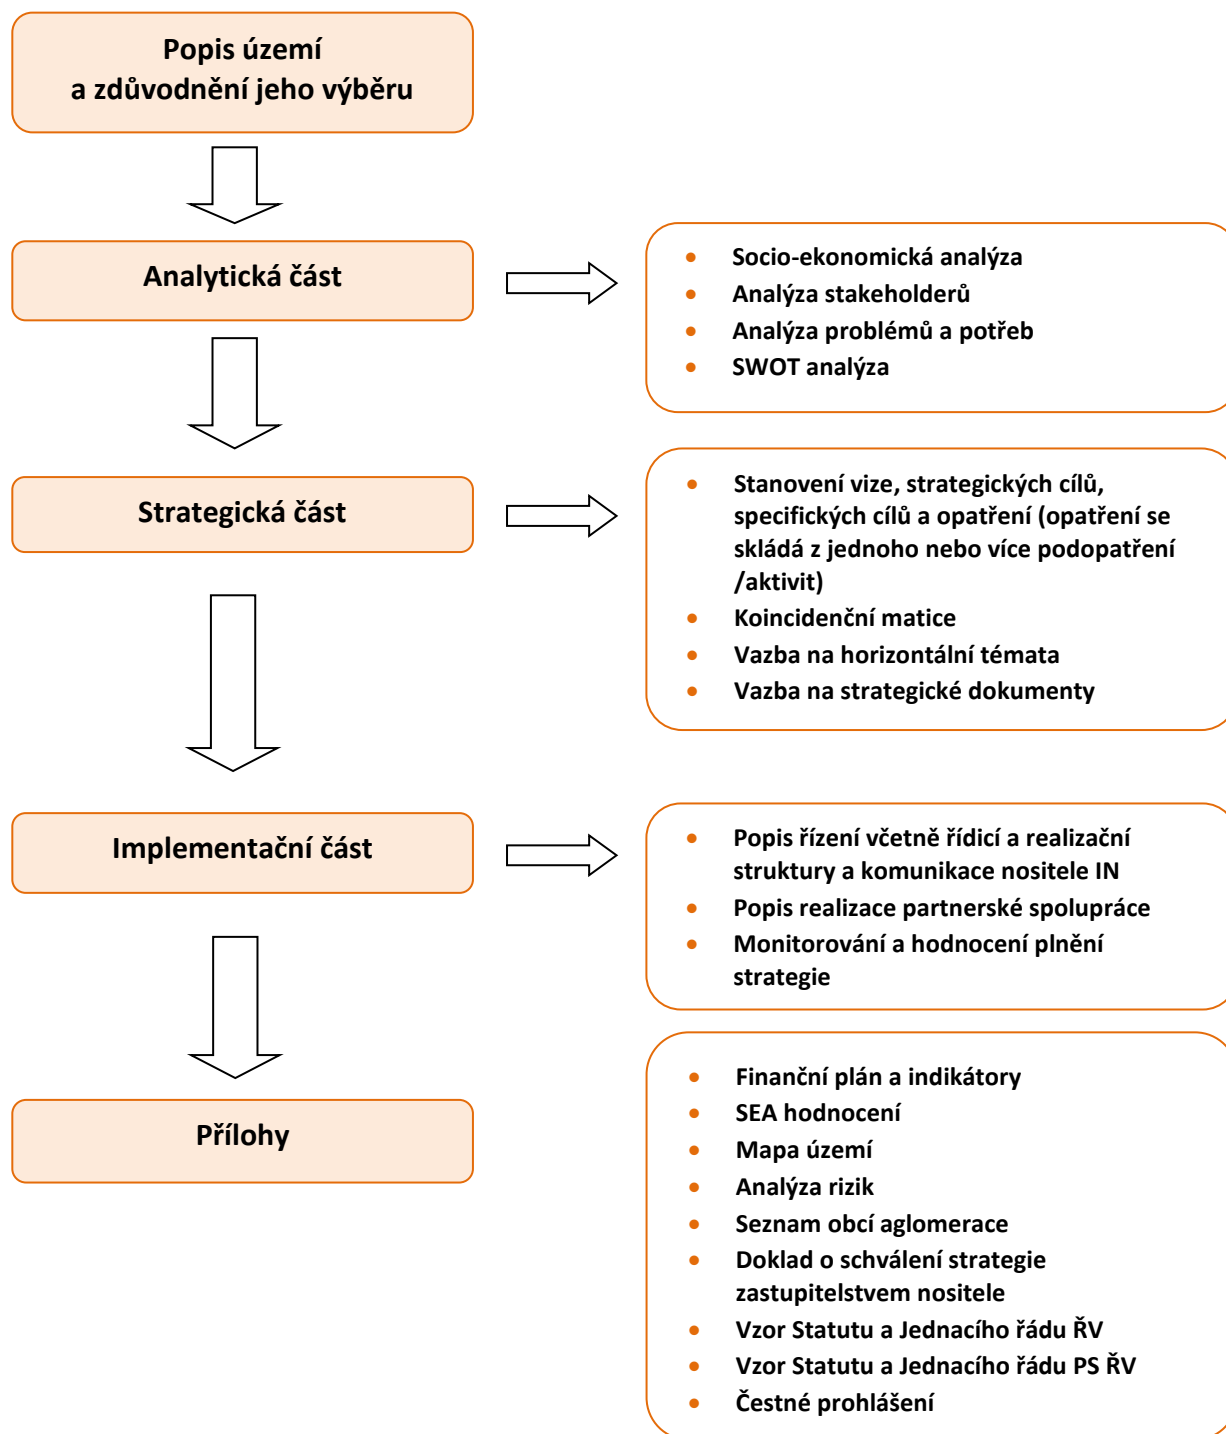 Popis území
a zdůvodnění jeho výběru
Analytická část
• Socio-ekonomická analýza
• Analýza stakeholderů
• Analýza problémů a potřeb
• SWOT analýza
Strategická část
• Stanovení vize, strategických cílů,
specifických cílů a opatření (opatření se
skládá z jednoho nebo více podopatření
/aktivit)
• Koincidenční matice
• Vazba na horizontální témata
• Vazba na strategické dokumenty
Implementační část
• Popis řízení včetně řídicí a realizační
struktury a komunikace nositele IN
• Popis realizace partnerské spolupráce
• Monitorování a hodnocení plnění
strategie
Přílohy
• Finanční plán a indikátory
• SEA hodnocení
• Mapa území
• Analýza rizik
• Seznam obcí aglomerace
• Doklad o schválení strategie
zastupitelstvem nositele
• Vzor Statutu a Jednacího řádu ŘV
• Vzor Statutu a Jednacího řádu PS ŘV
• Čestné prohlášení